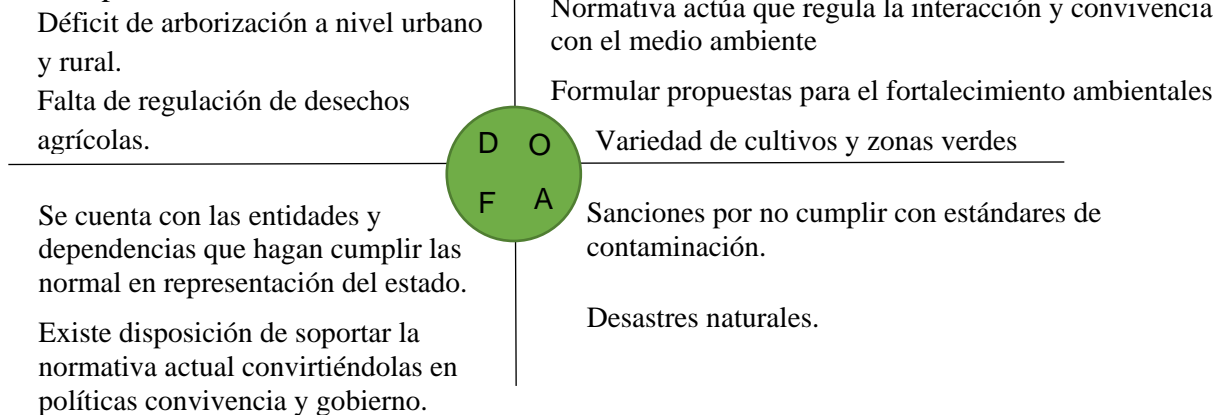 Déficit de arborización a nivel urbano
y rural.
Falta de regulación de desechos
agrícolas.
Normativa actúa que regula la interacción y convivencia
con el medio ambiente
Formular propuestas para el fortalecimiento ambientales
Variedad de cultivos y zonas verdes
D O
F A
Se cuenta con las entidades y
dependencias que hagan cumplir las
normal en representación del estado.
Existe disposición de soportar la
normativa actual convirtiéndolas en
políticas convivencia y gobierno.
Sanciones por no cumplir con estándares de
contaminación.
Desastres naturales.